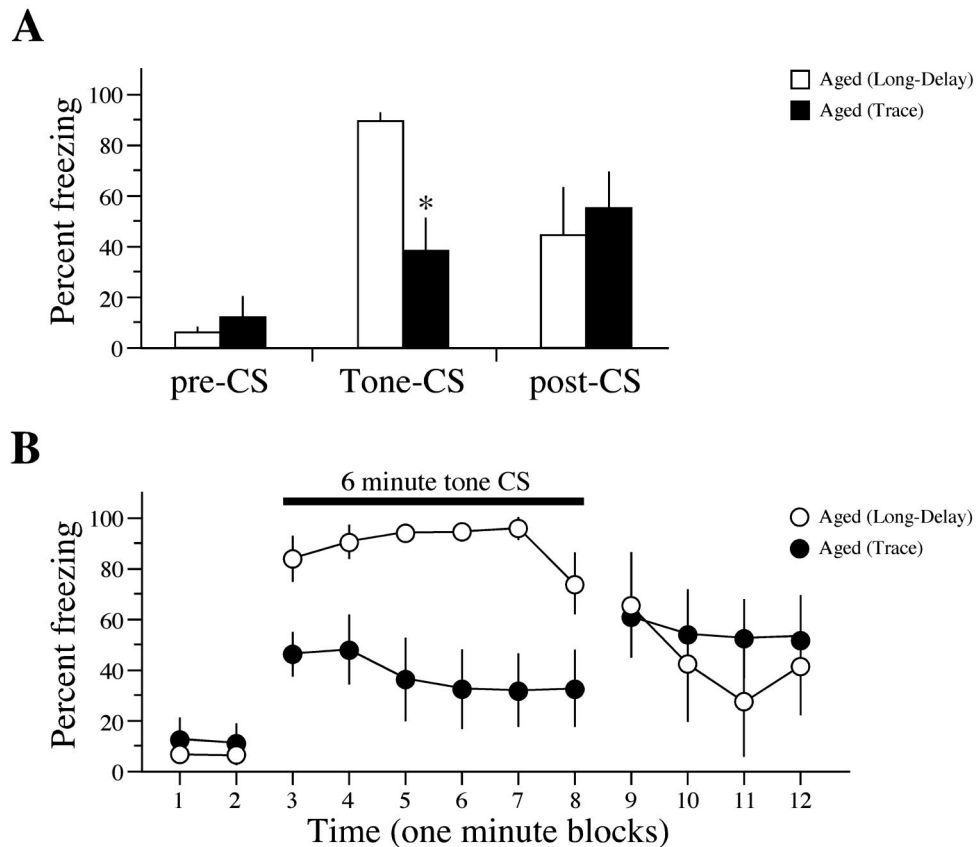 A
Aged (Long-Delay)
Aged (Trace)
Percent freezing
100
80
60
40
20
0
*
pre-CS Tone-CS post-CS
B
6 minute tone CS
Aged (Long-Delay)
Aged (Trace)
Percent freezing
100
80
60
40
20
0
1 2 3 4 5 6 7 8 9 10 11 12
Time (one minute blocks)